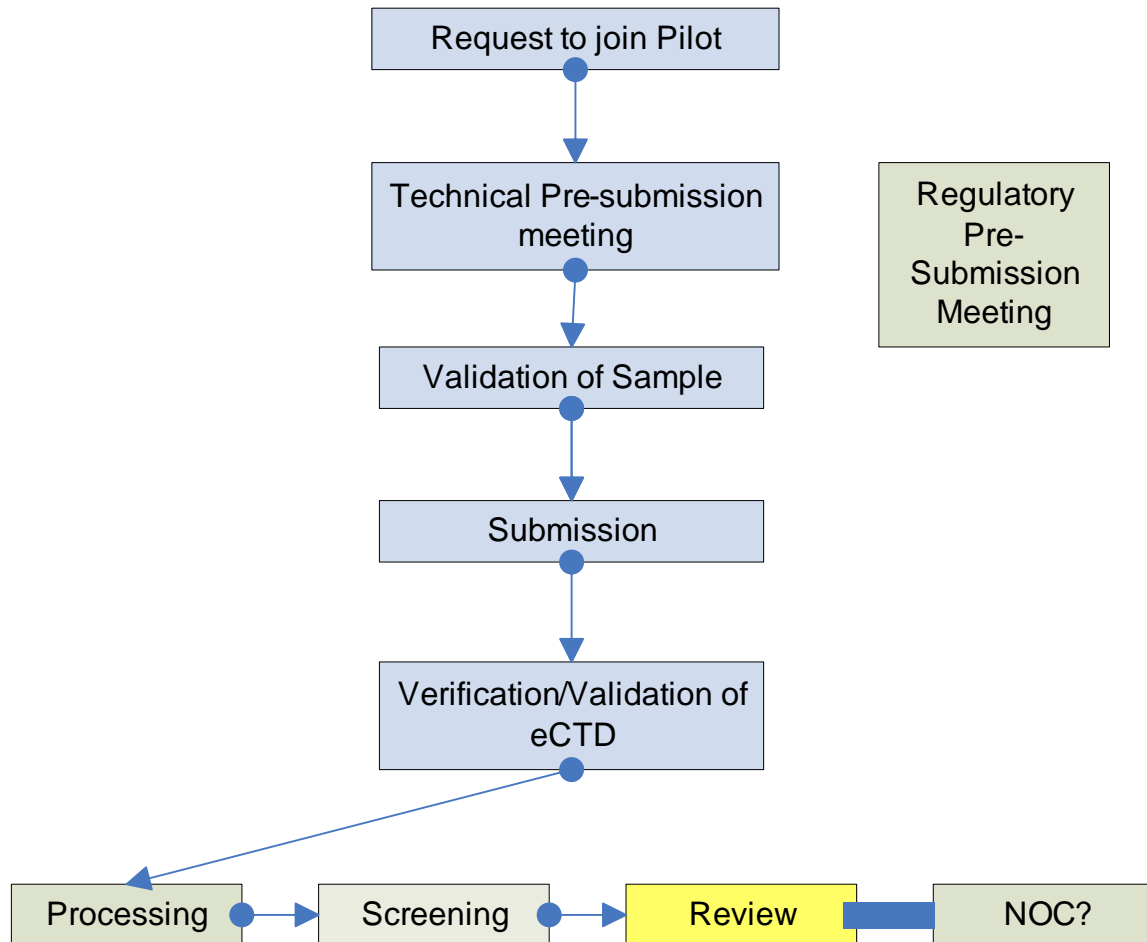 Request to join Pilot
Technical Pre-submission
meeting
Regulatory
Pre-
Submission
Meeting
Validation of Sample
Submission
Verification/Validation of
eCTD
Processing
Screening
Review
NOC?